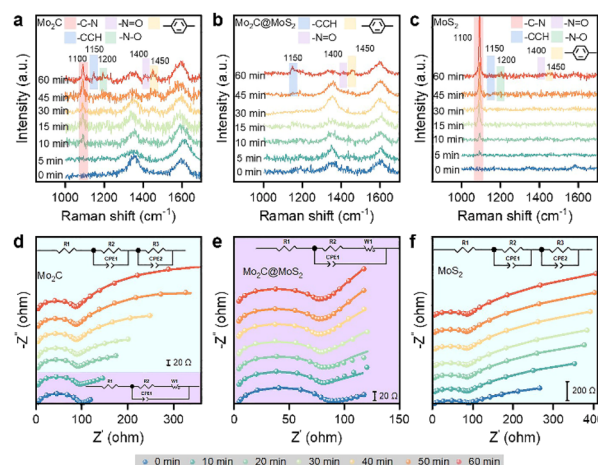 a
Mo₂C
-C-N
-N=O
-CCH
-N-O
1100
1150
1200
1400
1450
60 min
45 min
30 min
15 min
10 min
5 min
0 min
Intensity (a.u.)
1000 1200 1400 1600
Raman shift (cm⁻¹)
b
Mo₂C@MoS₂
-CCH
-N=O
1150
1400
1450
60 min
45 min
30 min
15 min
10 min
5 min
0 min
Intensity (a.u.)
1000 1200 1400 1600
Raman shift (cm⁻¹)
c
MoS₂
-C-N
-N=O
-CCH
-N-O
1100
1150
1200
1400
1450
60 min
45 min
30 min
15 min
10 min
5 min
0 min
Intensity (a.u.)
1000 1200 1400 1600
Raman shift (cm⁻¹)
d
R1 R2 R3
CPE1 CPE2
Mo₂C
20 Ω
R1 R2 W1
CPE1
-Z″
0 100 200 300
Z′ (ohm)
e
R1 R2 W1
CPE1
Mo₂C@MoS₂
20 Ω
-Z″
0 50 100 150
Z′ (ohm)
f
R1 R2 R3
CPE1 CPE2
MoS₂
200 Ω
-Z″
0 100 200 300 400
Z′ (ohm)
0 min 10 min 20 min 30 min 40 min 50 min 60 min